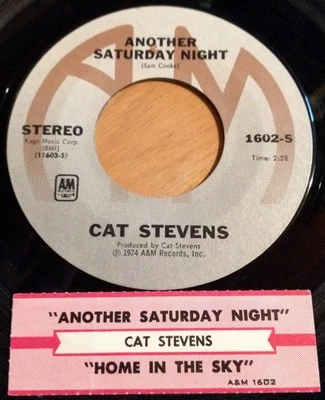 ANOTHER
SATURDAY NIGHT
(Sam Cooke)
STEREO
Kags Music Corp.
(BMI)
(11603-S)
1602-S
Time: 2:28
A&M
RECORDS
CAT STEVENS
Produced by Cat Stevens
℗ 1974 A&M Records, Inc.
"ANOTHER SATURDAY NIGHT"
CAT STEVENS
"HOME IN THE SKY"
A&M 1602